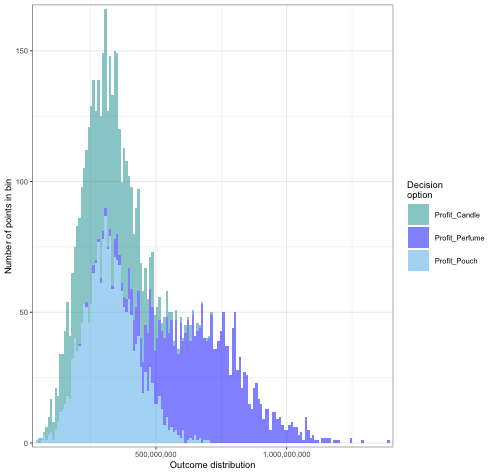 150
100
50
0
Number of points in bin
500,000,000
1,000,000,000
Outcome distribution
Decision
option
Profit_Candle
Profit_Perfume
Profit_Pouch